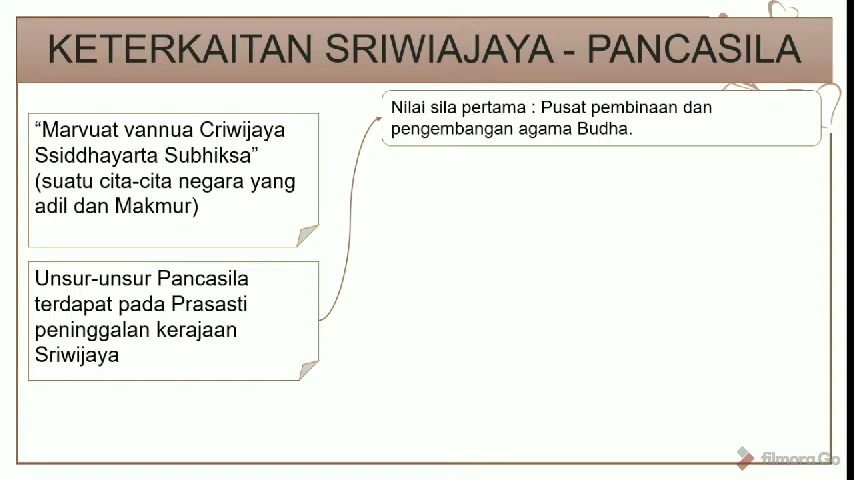 KETERKAITAN SRIWIAJAYA - PANCASILA
“Marvuat vannua Criwijaya
Ssiddhayarta Subhiksa”
(suatu cita-cita negara yang
adil dan Makmur)
Nilai sila pertama : Pusat pembinaan dan
pengembangan agama Budha.
Unsur-unsur Pancasila
terdapat pada Prasasti
peninggalan kerajaan
Sriwijaya
filmora Go